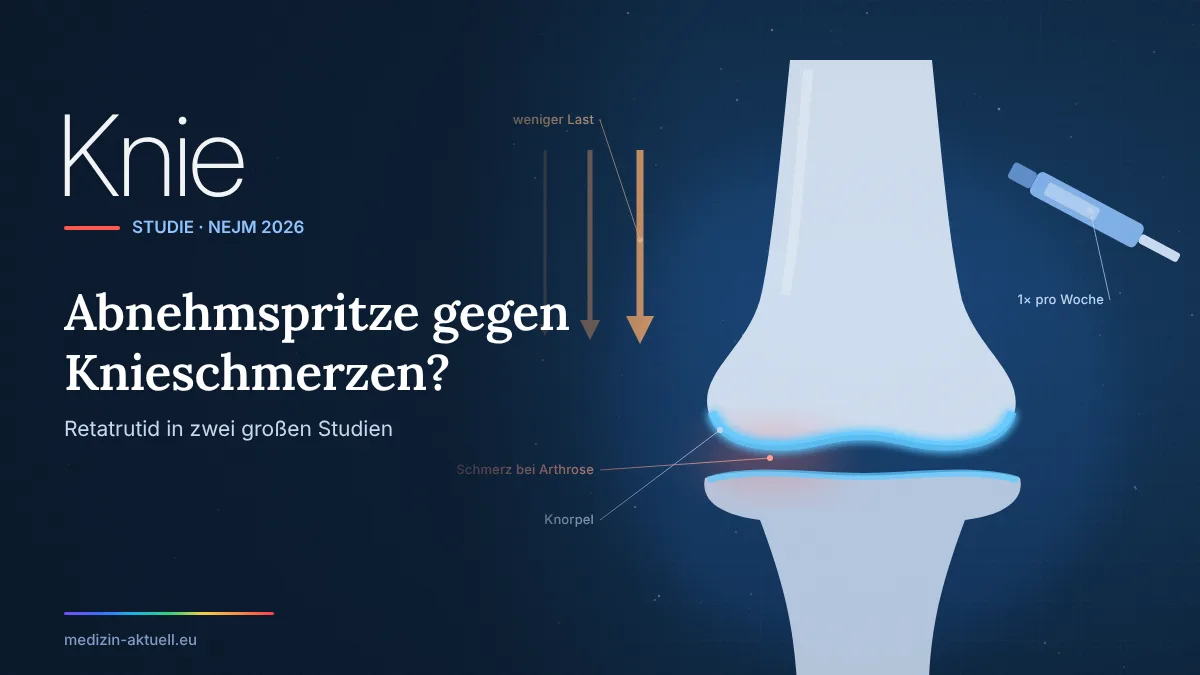 Knie
STUDIE · NEJM 2026
Abnehmspritze gegen
Knieschmerzen?
Retatrutid in zwei großen Studien
weniger Last
1× pro Woche
Schmerz bei Arthrose
Knorpel
medizin-aktuell.eu